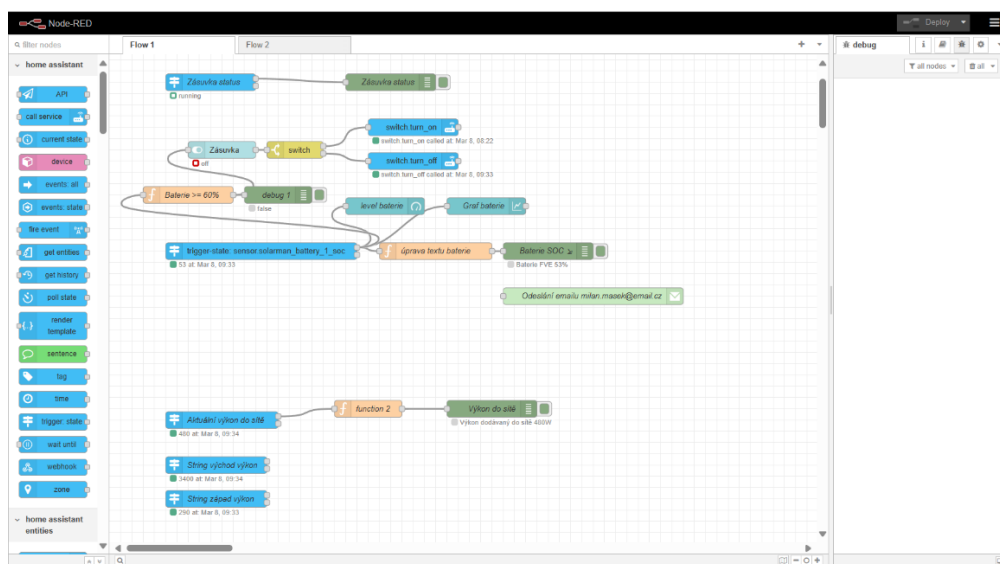 Node-RED
Deploy
filter nodes
Flow 1
Flow 2
debug
i
all nodes
all
home assistant
API
call service
current state
device
events: all
events: state
fire event
get entities
get history
poll state
render
template
sentence
tag
time
trigger: state
wait until
webhook
zone
home assistant
entities
Zásuvka status
running
Zásuvka status
Zásuvka
off
switch
switch.turn_on
switch.turn_on called at: Mar 8, 08:22
switch.turn_off
switch.turn_off called at: Mar 8, 09:33
Baterie >= 60%
debug 1
false
level baterie
Graf baterie
trigger-state: sensor.solarman_battery_1_soc
53 at: Mar 8, 09:33
úprava textu baterie
Baterie SOC
Baterie FVE 53%
Odeslání emailu milan.masek@email.cz
Aktuální výkon do sítě
480 at: Mar 8, 09:34
function 2
Výkon do sítě
Výkon dodávaný do sítě 480W
String východ výkon
3400 at: Mar 8, 09:34
String západ výkon
290 at: Mar 8, 09:33